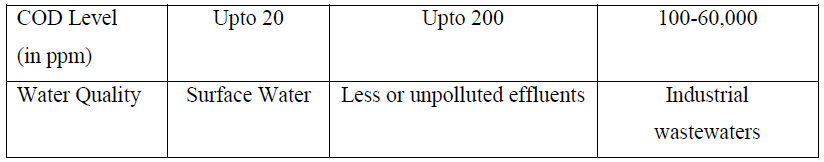 COD Level (in ppm) Upto 20 Upto 200 100-60,000
Water Quality Surface Water Less or unpolluted effluents Industrial wastewaters